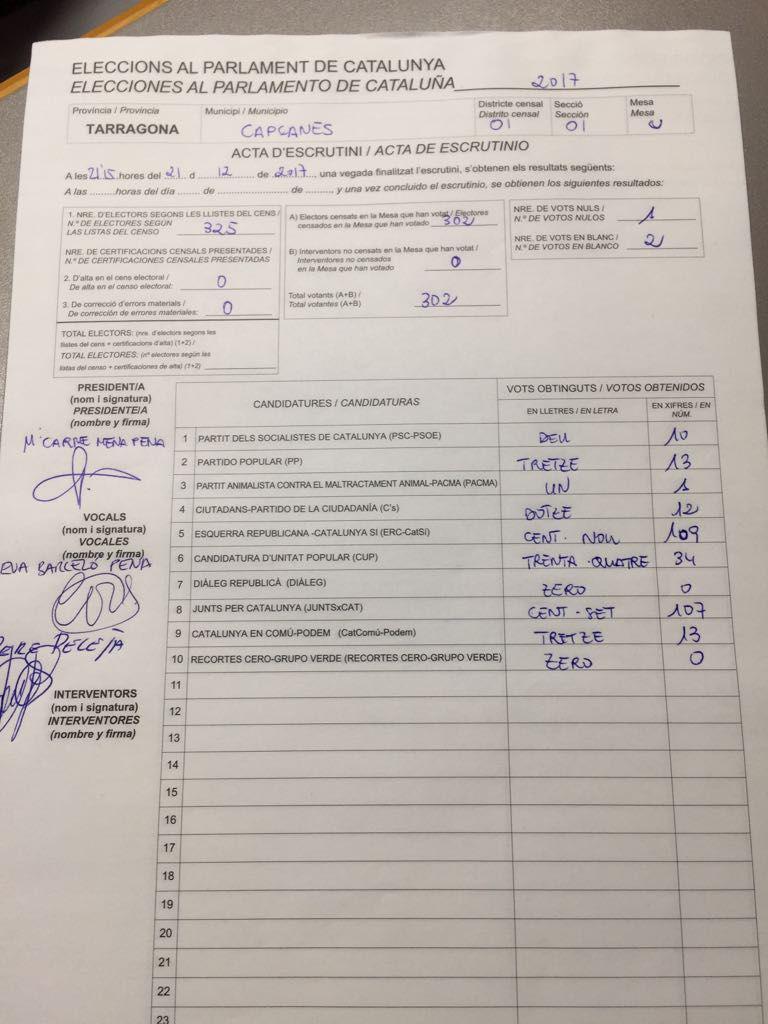 ELECCIONS AL PARLAMENT DE CATALUNYA
ELECCIONES AL PARLAMENTO DE CATALUÑA 2017
Província / Provincia
TARRAGONA
Municipi / Municipio
CAPÇANES
Districte censal
Distrito censal
01
Secció
Sección
01
Mesa
Mesa
U
ACTA D'ESCRUTINI / ACTA DE ESCRUTINIO
A les 21'15 hores del 21 d 12 de 2017, una vegada finalitzat l'escrutini, s'obtenen els resultats següents:
A las ......... horas del día ....... de ..................... de ........, y una vez concluido el escrutinio, se obtienen los siguientes resultados:
1. NRE. D'ELECTORS SEGONS LES LLISTES DEL CENS /
N.º DE ELECTORES SEGÚN
LAS LISTAS DEL CENSO 325
NRE. DE CERTIFICACIONS CENSALS PRESENTADES /
N.º DE CERTIFICACIONES CENSALES PRESENTADAS
2. D'alta en el cens electoral /
De alta en el censo electoral: 0
3. De correcció d'errors materials /
De corrección de errores materiales: 0
TOTAL ELECTORS: (nre. d'electors segons les
llistes del cens + certificacions d'alta) (1+2) /
TOTAL ELECTORES: (nº electores según las
listas del censo + certificaciones de alta) (1+2)
A) Electors censats en la Mesa que han votat / Electores
censados en la Mesa que han votado 302
B) Interventors no censats en la Mesa que han votat /
Interventores no censados
en la Mesa que han votado 0
Total votants (A+B) /
Total votantes (A+B) 302
NRE. DE VOTS NULS /
N.º DE VOTOS NULOS 1
NRE. DE VOTS EN BLANC /
N.º DE VOTOS EN BLANCO 2
PRESIDENT/A
(nom i signatura)
PRESIDENTE/A
(nombre y firma)
Mª CARME MENA PENA
VOCALS
(nom i signatura)
VOCALES
(nombre y firma)
EVA BARCELÓ PENA
PERE PELEJÀ
INTERVENTORS
(nom i signatura)
INTERVENTORES
(nombre y firma)
CANDIDATURES / CANDIDATURAS
VOTS OBTINGUTS / VOTOS OBTENIDOS
EN LLETRES / EN LETRA
EN XIFRES / EN NÚM.
1 PARTIT DELS SOCIALISTES DE CATALUNYA (PSC-PSOE) DEU 10
2 PARTIDO POPULAR (PP) TRETZE 13
3 PARTIT ANIMALISTA CONTRA EL MALTRACTAMENT ANIMAL-PACMA (PACMA) UN 1
4 CIUTADANS-PARTIDO DE LA CIUDADANÍA (C's) DOTZE 12
5 ESQUERRA REPUBLICANA -CATALUNYA SI (ERC-CatSí) CENT. NOU 109
6 CANDIDATURA D'UNITAT POPULAR (CUP) TRENTA-QUATRE 34
7 DIÀLEG REPUBLICÀ (DIÀLEG) ZERO 0
8 JUNTS PER CATALUNYA (JUNTSxCAT) CENT-SET 107
9 CATALUNYA EN COMÚ-PODEM (CatComú-Podem) TRETZE 13
10 RECORTES CERO-GRUPO VERDE (RECORTES CERO-GRUPO VERDE) ZERO 0
11
12
13
14
15
16
17
18
19
20
21
22
23